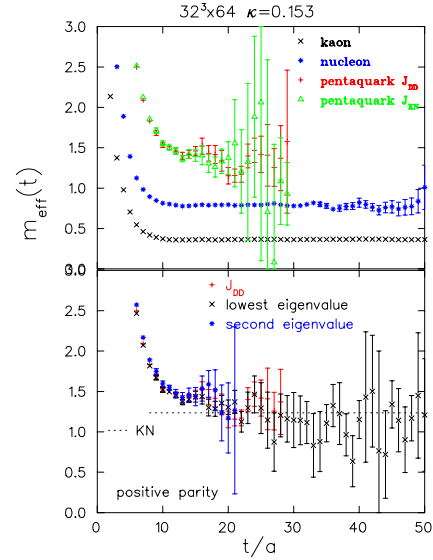 32³x64 κ=0.153
3.0
× kaon
2.5
* nucleon
+ pentaquark J_DD
2.0
△ pentaquark J_KN
1.5
1.0
0.5
m_eff(t)
3.0
+ J_DD
× lowest eigenvalue
2.5
* second eigenvalue
2.0
1.5
1.0
KN
0.5
positive parity
0.0
0 10 20 30 40 50
t/a